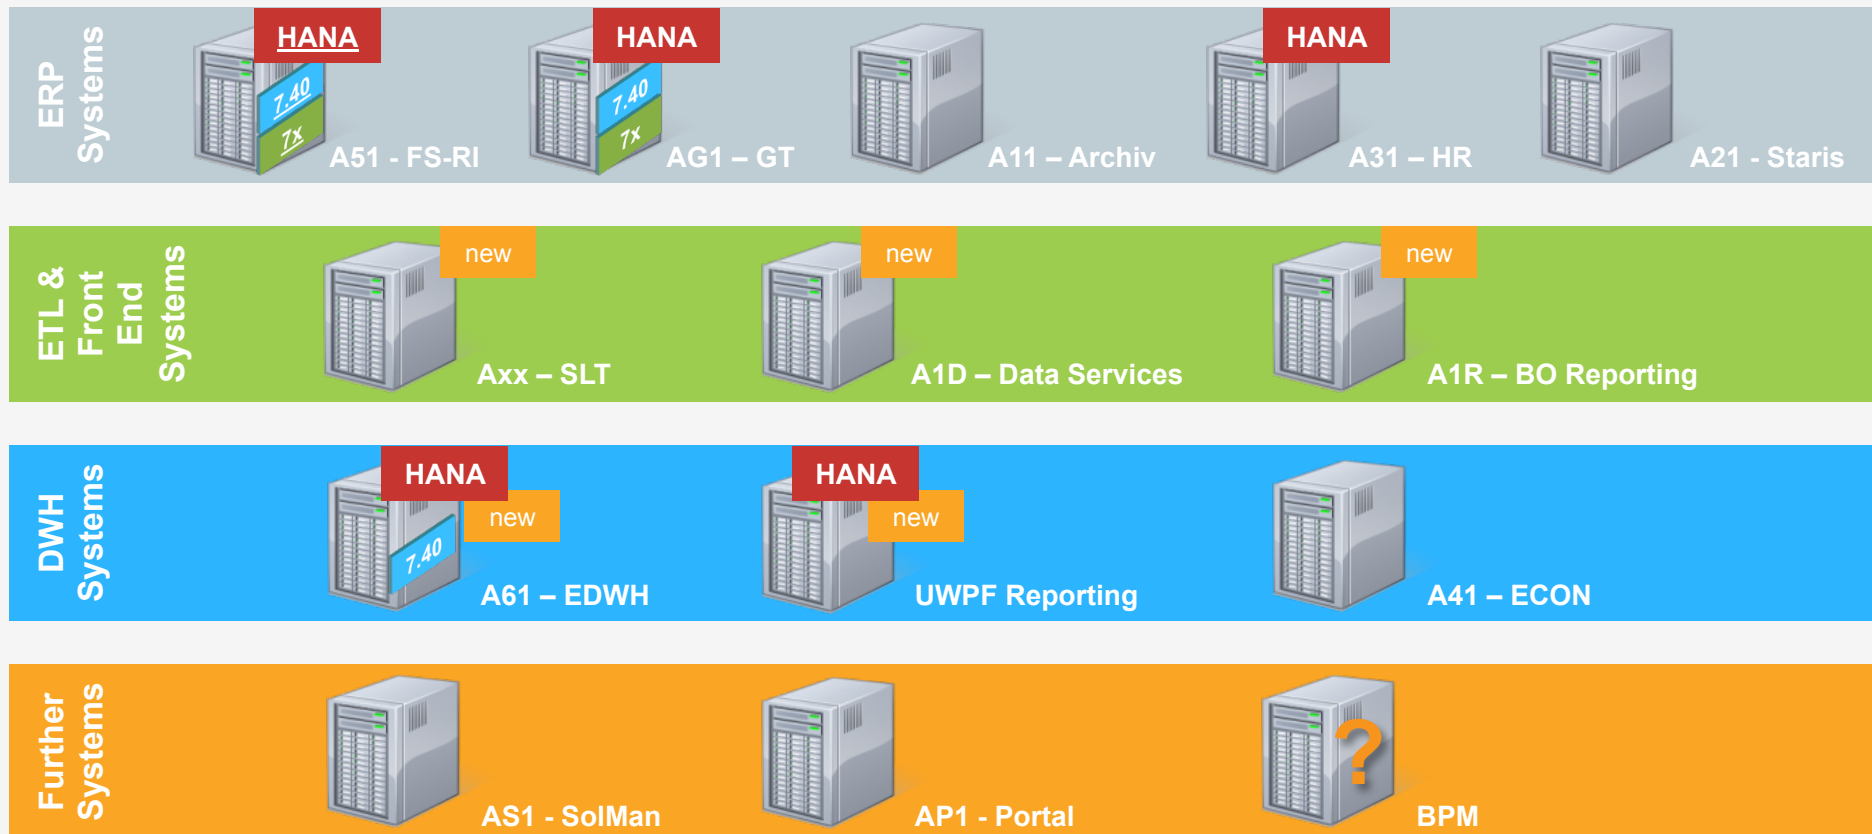 ERP
Systems
HANA
7.40
7x
A51 - FS-RI
HANA
7.40
7x
AG1 – GT
A11 – Archiv
HANA
A31 – HR
A21 - Staris
ETL &
Front
End
Systems
new
Axx – SLT
new
A1D – Data Services
new
A1R – BO Reporting
DWH
Systems
HANA
new
7.40
A61 – EDWH
HANA
new
UWPF Reporting
A41 – ECON
Further
Systems
AS1 - SolMan
AP1 - Portal
?
BPM